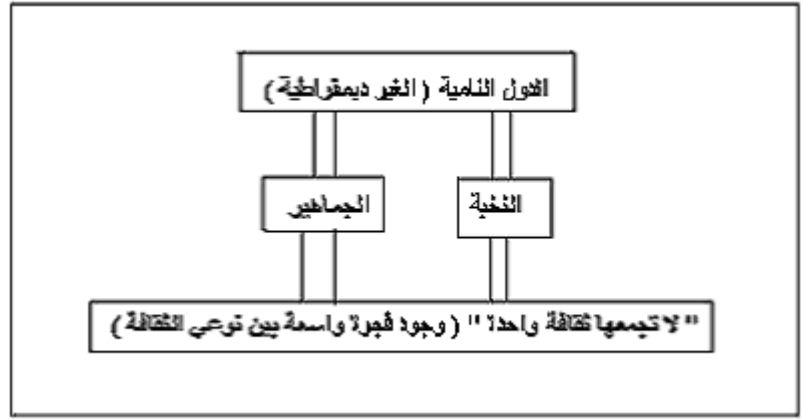 الدول النامية ( الغير ديمقراطية )
النخبة
الجماهير
" لا تجمعها ثقافة واحدة " ( وجود فجوة واسعة بين نوعي الثقافة )